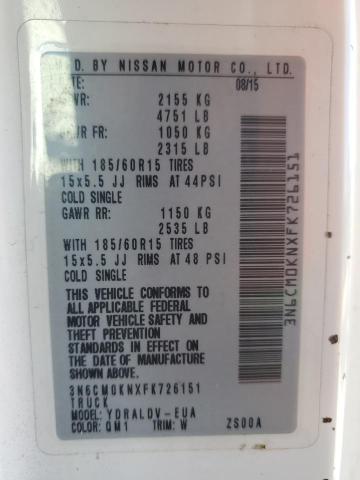 D. BY NISSAN MOTOR CO., LTD.
DATE: 08/15
WR: 2155 KG
4751 LB
GAWR FR: 1050 KG
2315 LB
WITH 185/60R15 TIRES
15x5.5 JJ RIMS AT 44PSI
COLD SINGLE
GAWR RR: 1150 KG
2535 LB
WITH 185/60R15 TIRES
15x5.5 JJ RIMS AT 48 PSI
COLD SINGLE
THIS VEHICLE CONFORMS TO
ALL APPLICABLE FEDERAL
MOTOR VEHICLE SAFETY AND
THEFT PREVENTION
STANDARDS IN EFFECT ON
THE DATE OF MANUFACTURE
SHOWN ABOVE.
3N6CM0KNXFK726151
TRUCK
MODEL: YDRALDV-EUA
COLOR: QM1 TRIM: W ZS00A
3N6CM0KNXFK726151